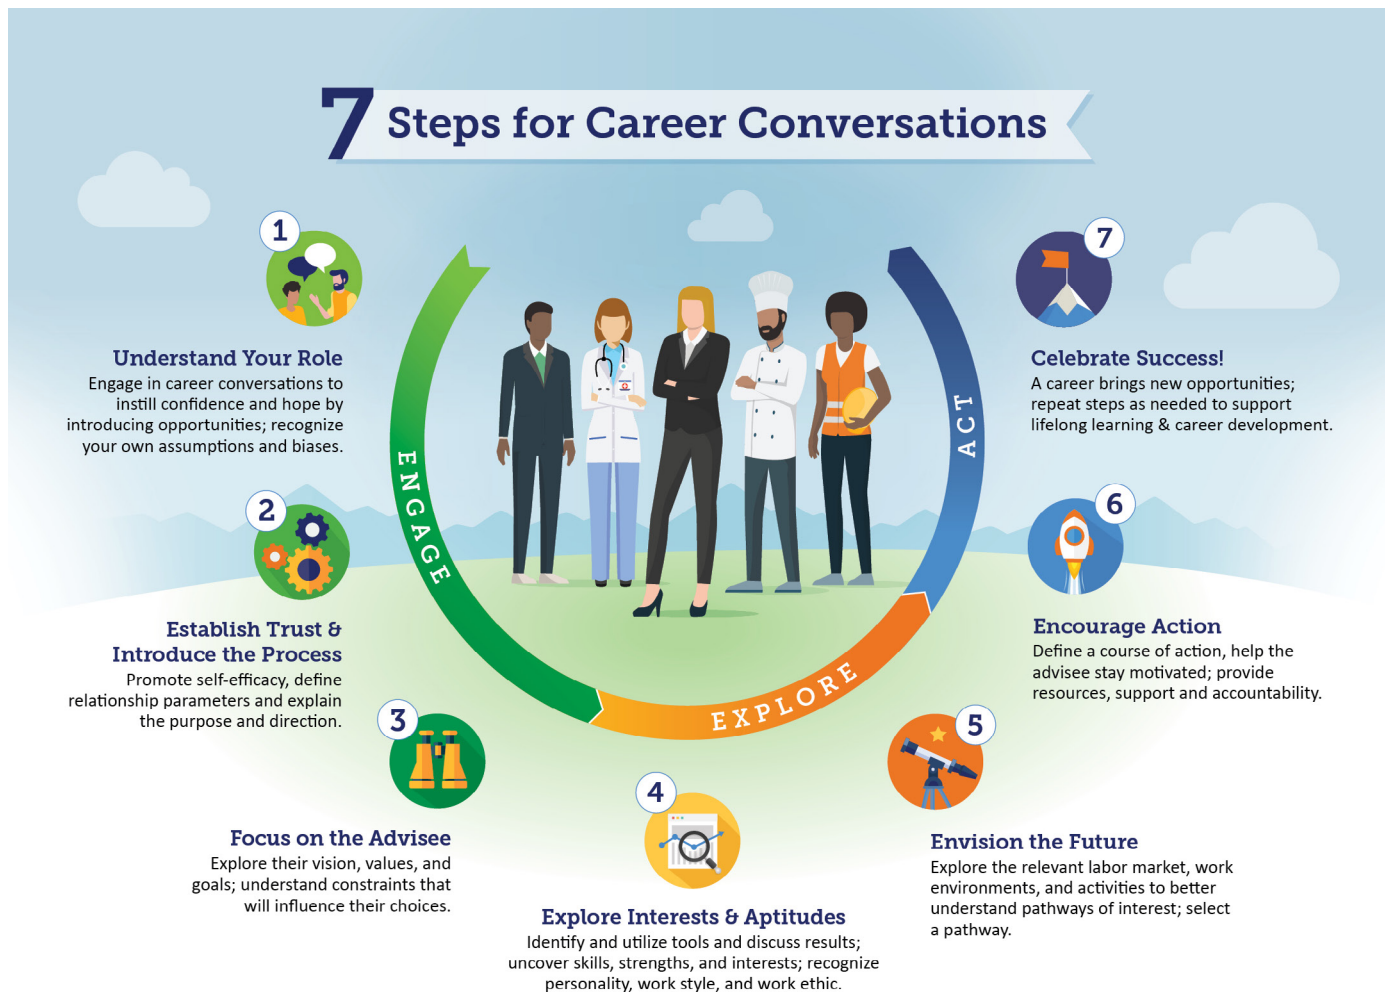 7 Steps for Career Conversations
1
Understand Your Role
Engage in career conversations to
instill confidence and hope by
introducing opportunities; recognize
your own assumptions and biases.
2
Establish Trust &
Introduce the Process
Promote self-efficacy, define
relationship parameters and explain
the purpose and direction.
3
Focus on the Advisee
Explore their vision, values, and
goals; understand constraints that
will influence their choices.
4
Explore Interests & Aptitudes
Identify and utilize tools and discuss results;
uncover skills, strengths, and interests; recognize
personality, work style, and work ethic.
5
Envision the Future
Explore the relevant labor market, work
environments, and activities to better
understand pathways of interest; select
a pathway.
6
Encourage Action
Define a course of action, help the
advisee stay motivated; provide
resources, support and accountability.
7
Celebrate Success!
A career brings new opportunities;
repeat steps as needed to support
lifelong learning & career development.
ENGAGE
EXPLORE
ACT